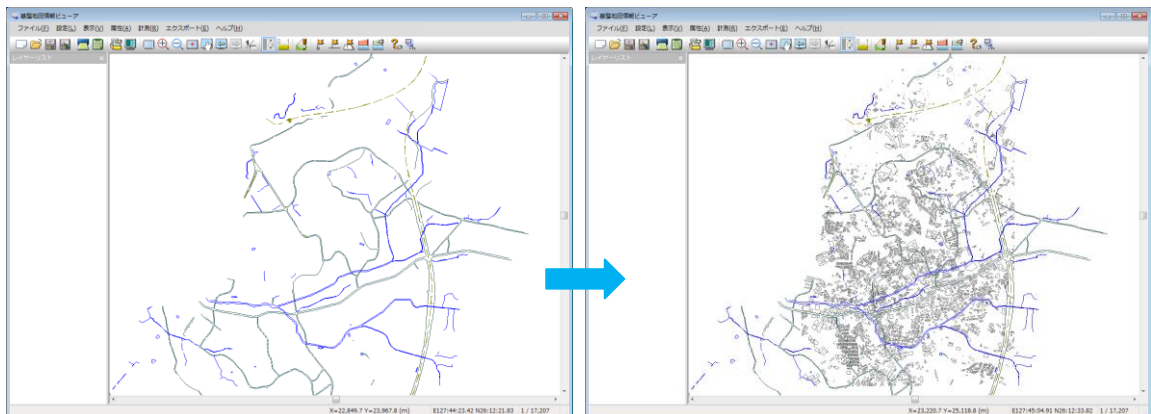 基盤地図情報ビューア
ファイル(F) 設定(L) 表示(V) 属性(A) 計測(R) エクスポート(E) ヘルプ(H)
レイヤーリスト
X=22,849.7 Y=23,967.8 (m) E127:44:23.42 N26:12:21.83 1 / 17,207
基盤地図情報ビューア
ファイル(F) 設定(L) 表示(V) 属性(A) 計測(R) エクスポート(E) ヘルプ(H)
レイヤーリスト
X=23,220.7 Y=25,118.8 (m) E127:45:04.91 N26:12:33.82 1 / 17,207